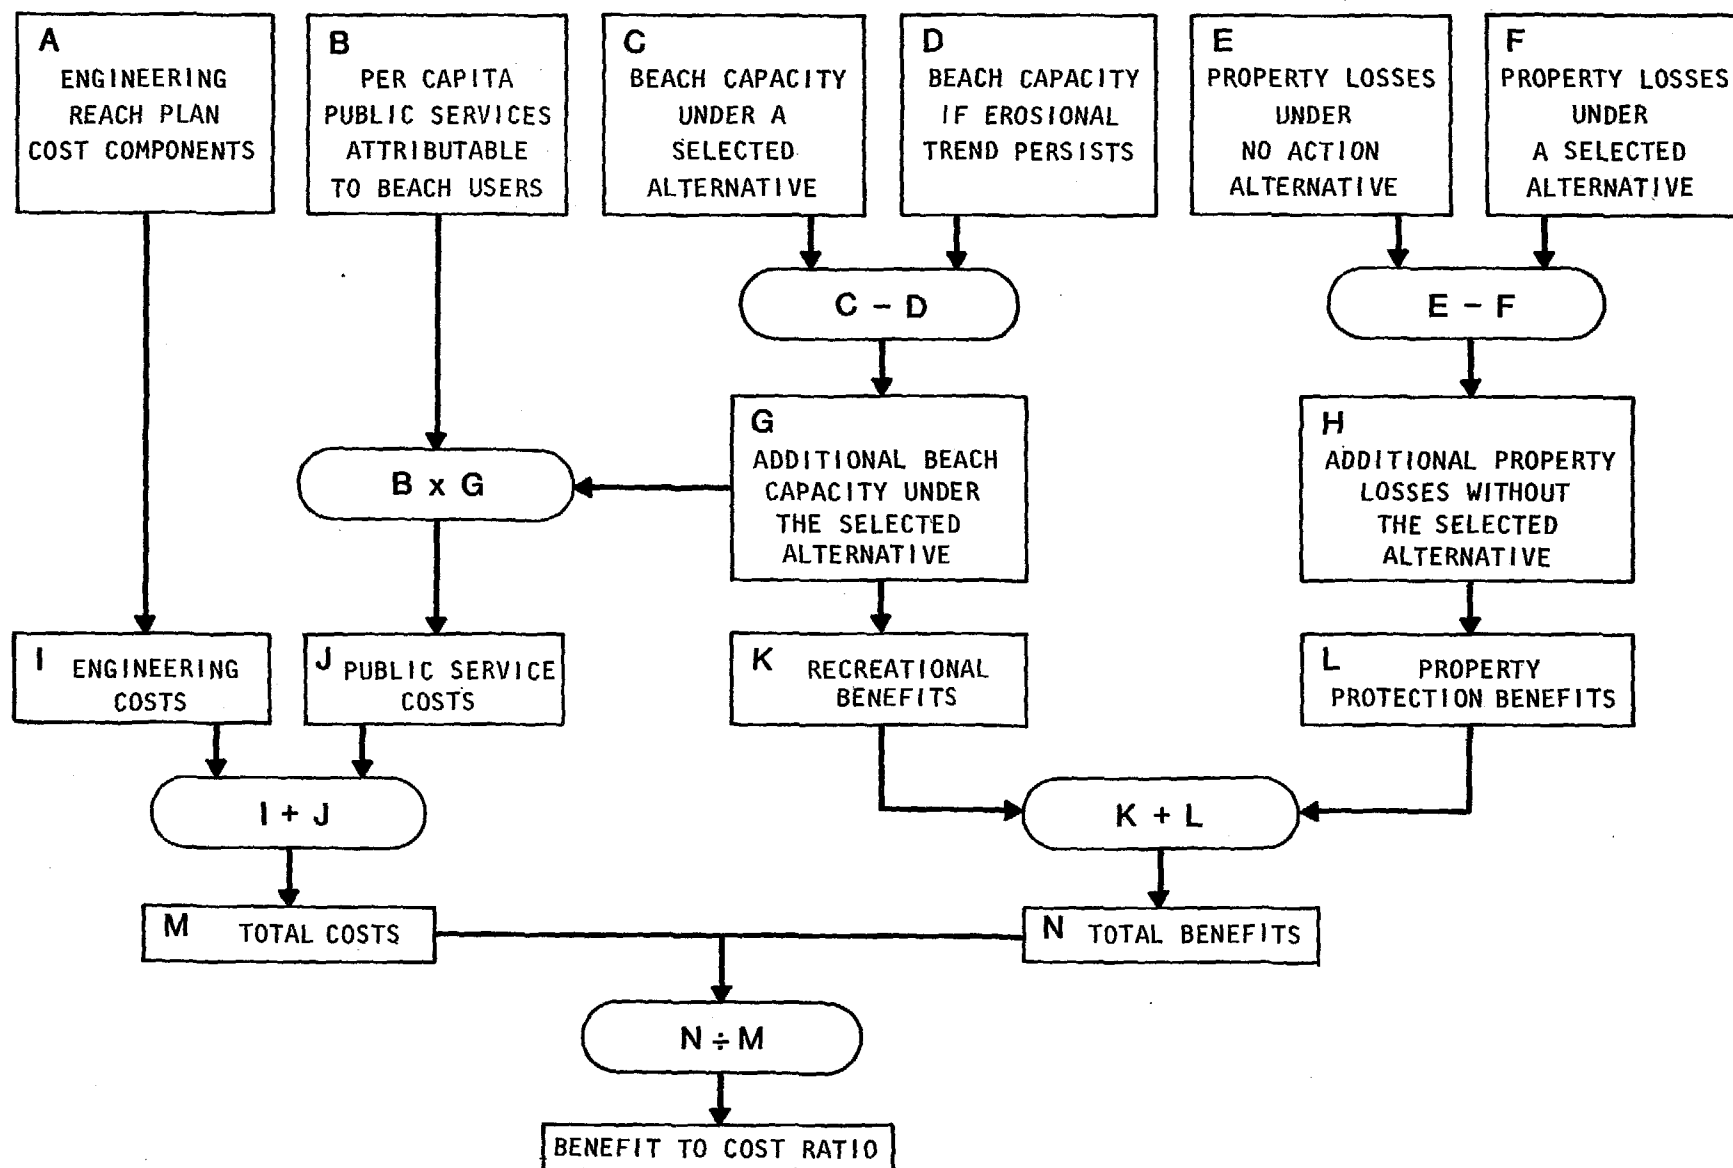 A
ENGINEERING
REACH PLAN
COST COMPONENTS
B
PER CAPITA
PUBLIC SERVICES
ATTRIBUTABLE
TO BEACH USERS
C
BEACH CAPACITY
UNDER A
SELECTED
ALTERNATIVE
D
BEACH CAPACITY
IF EROSIONAL
TREND PERSISTS
E
PROPERTY LOSSES
UNDER
NO ACTION
ALTERNATIVE
F
PROPERTY LOSSES
UNDER
A SELECTED
ALTERNATIVE
C – D
E – F
B x G
G
ADDITIONAL BEACH
CAPACITY UNDER
THE SELECTED
ALTERNATIVE
H
ADDITIONAL PROPERTY
LOSSES WITHOUT
THE SELECTED
ALTERNATIVE
I ENGINEERING
COSTS
J PUBLIC SERVICE
COSTS
K RECREATIONAL
BENEFITS
L PROPERTY
PROTECTION BENEFITS
I + J
K + L
M TOTAL COSTS
N TOTAL BENEFITS
N ÷ M
BENEFIT TO COST RATIO